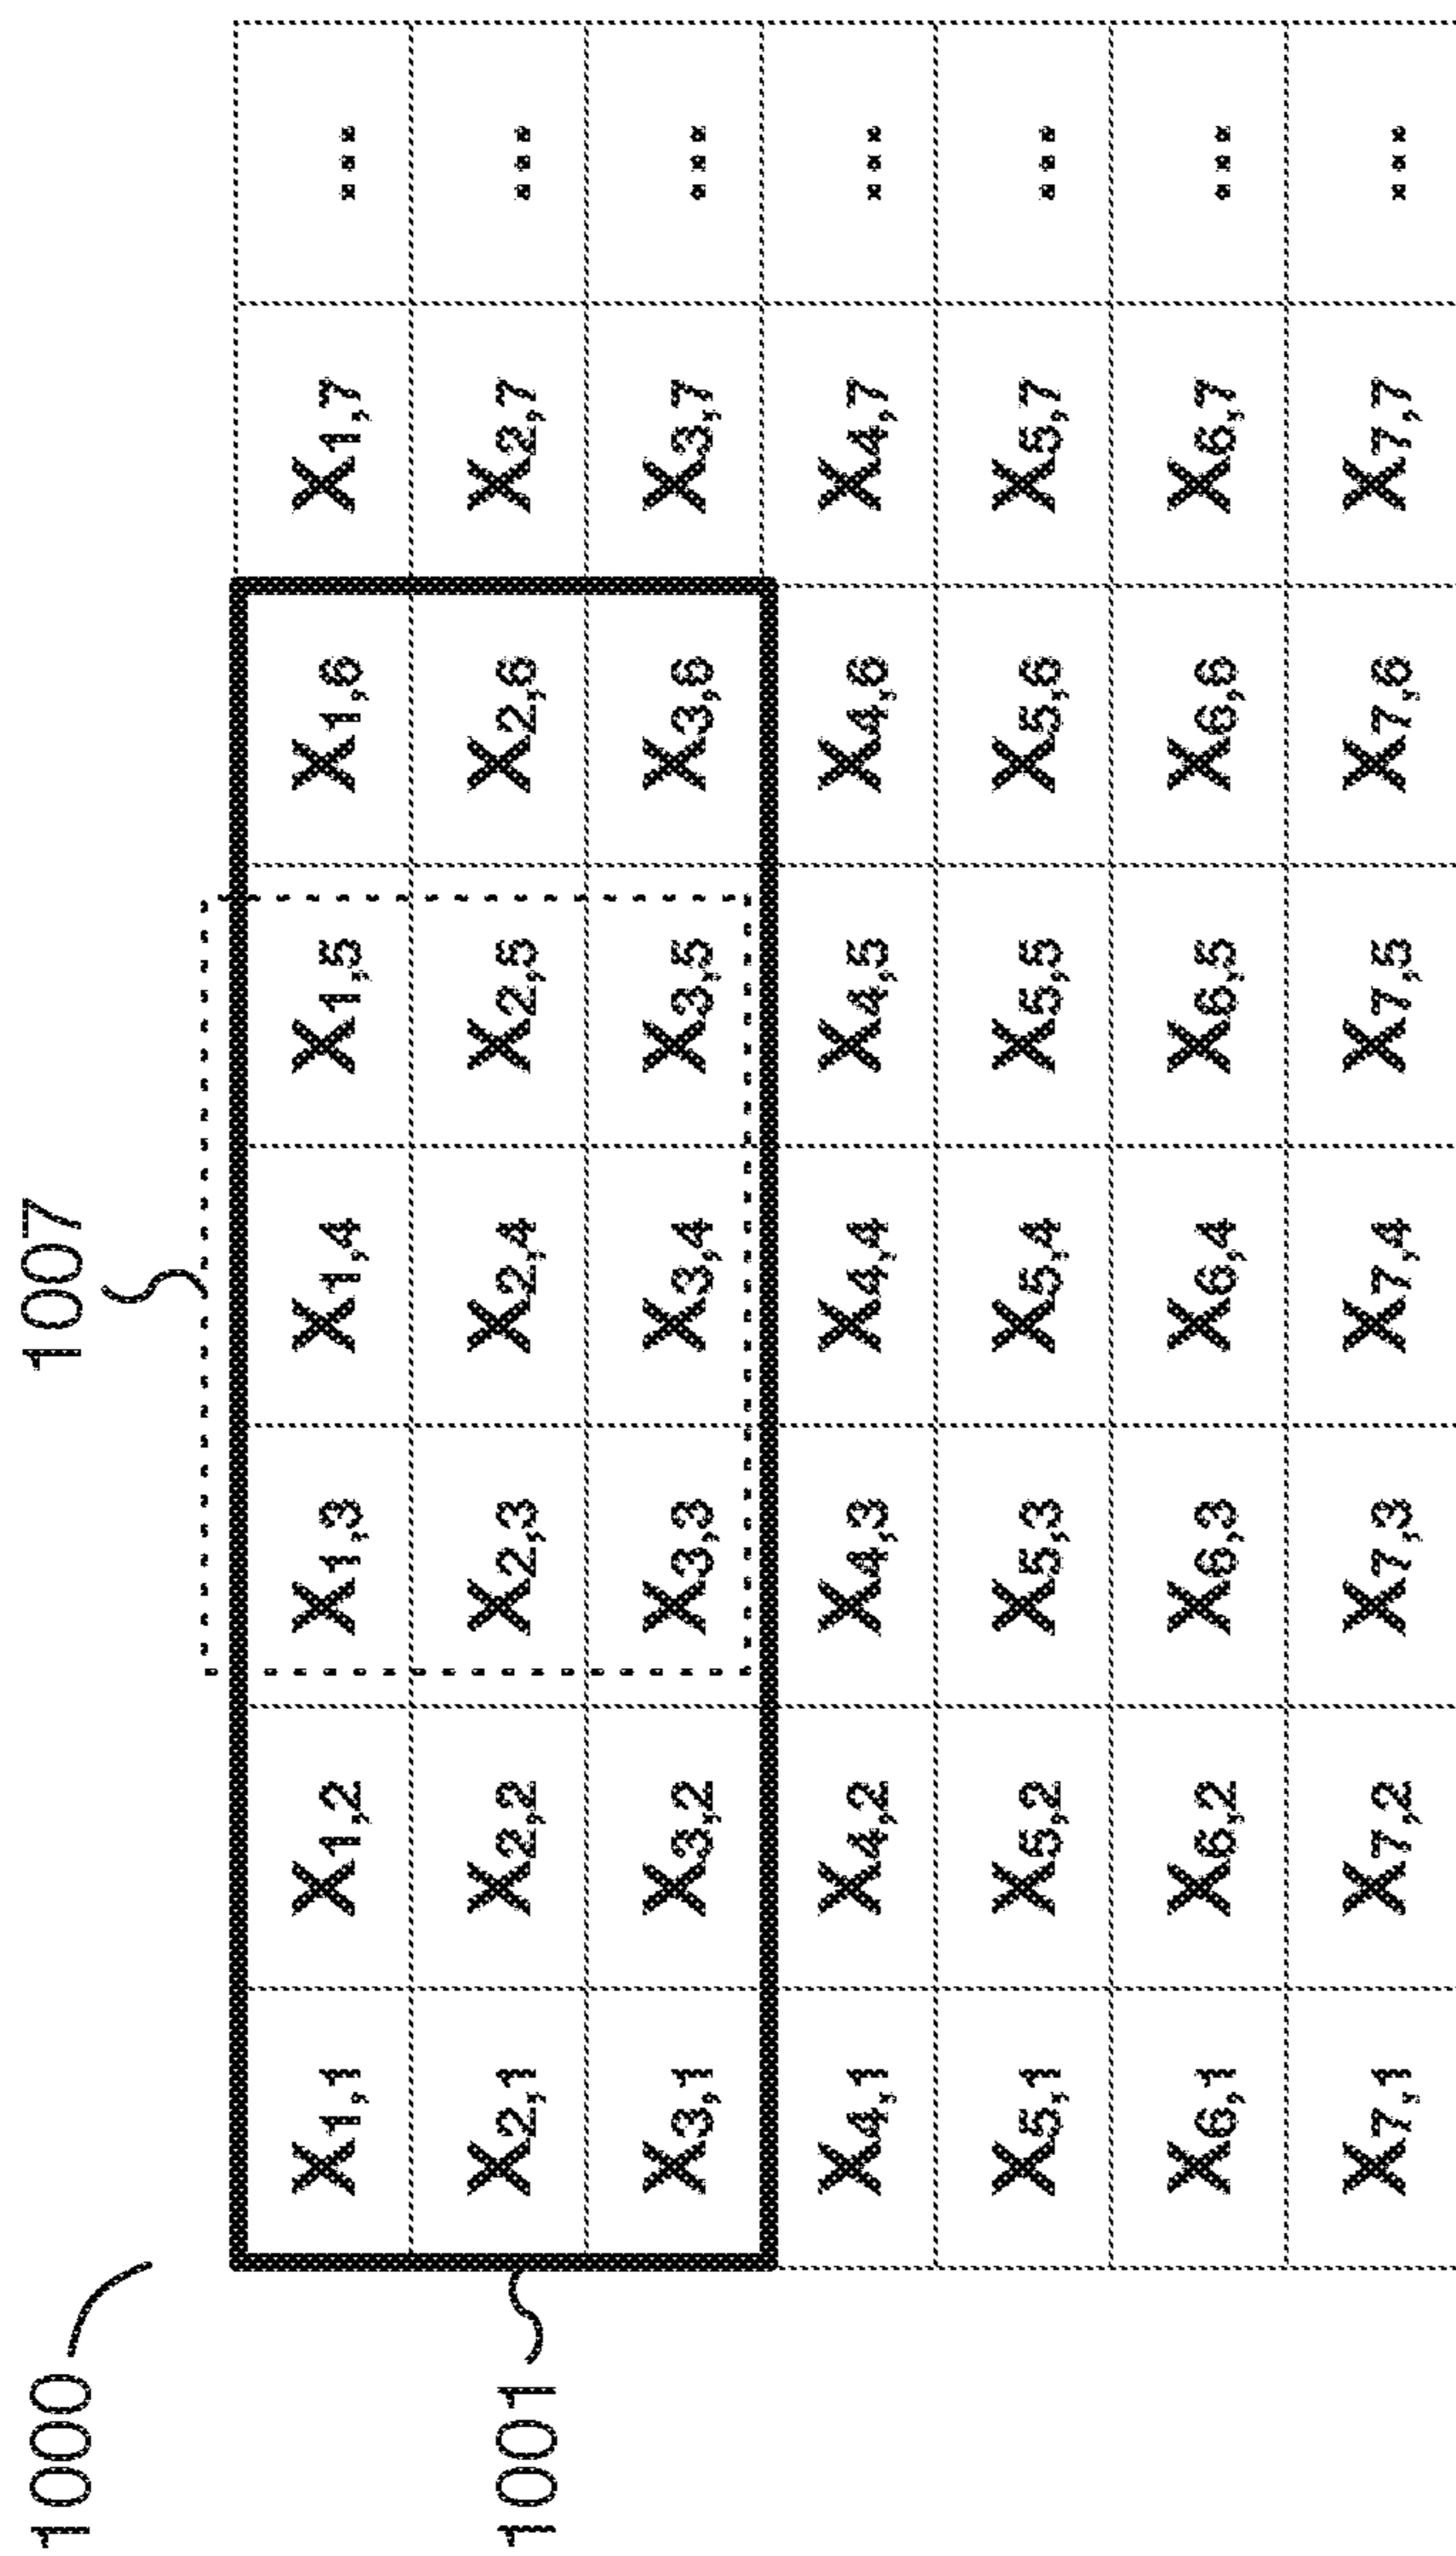 1000
1007
1001
X1,1 X1,2 X1,3 X1,4 X1,5 X1,6 X1,7 ...
X2,1 X2,2 X2,3 X2,4 X2,5 X2,6 X2,7 ...
X3,1 X3,2 X3,3 X3,4 X3,5 X3,6 X3,7 ...
X4,1 X4,2 X4,3 X4,4 X4,5 X4,6 X4,7 ...
X5,1 X5,2 X5,3 X5,4 X5,5 X5,6 X5,7 ...
X6,1 X6,2 X6,3 X6,4 X6,5 X6,6 X6,7 ...
X7,1 X7,2 X7,3 X7,4 X7,5 X7,6 X7,7 ...